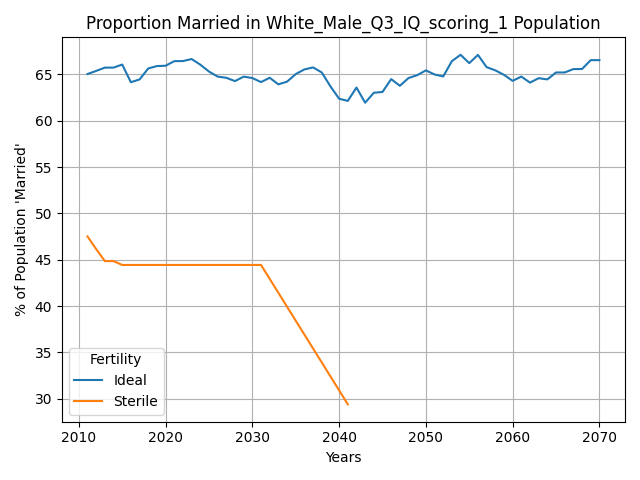 Proportion Married in White_Male_Q3_IQ_scoring_1 Population
% of Population 'Married'
65
60
55
50
45
40
35
30
Fertility
Ideal
Sterile
2010 2020 2030 2040 2050 2060 2070
Years